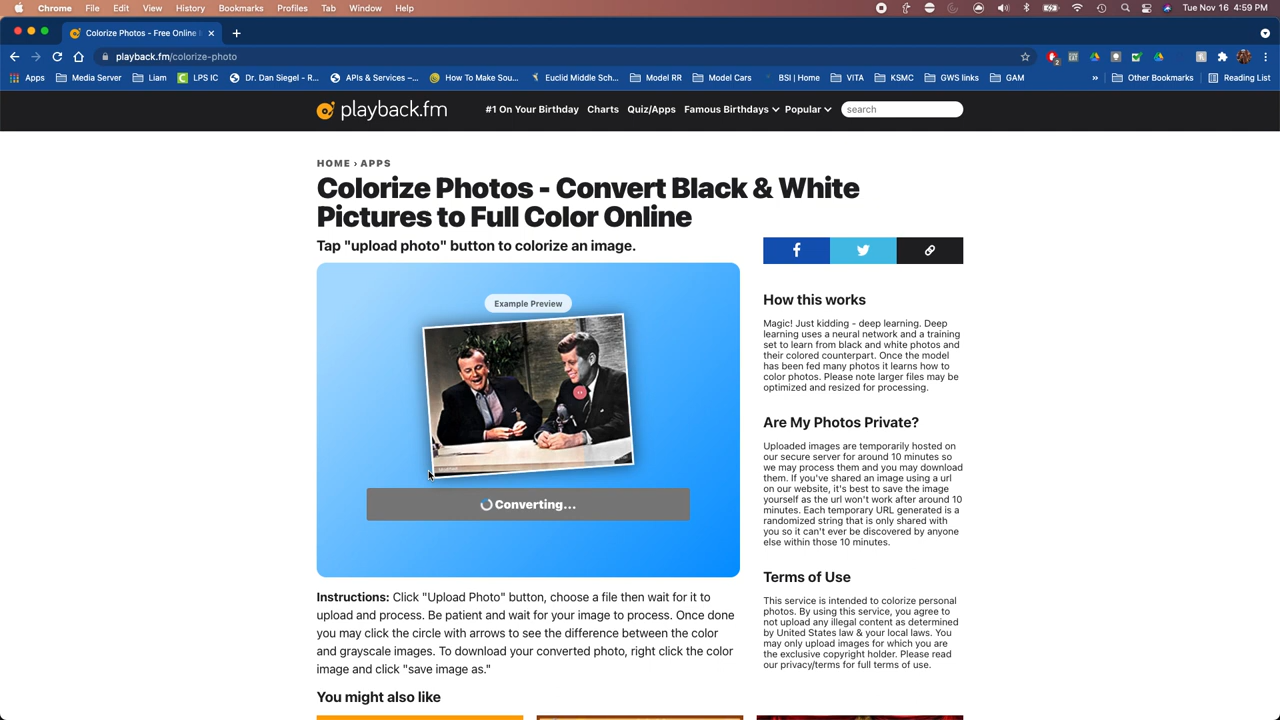 Chrome File Edit View History Bookmarks Profiles Tab Window Help Tue Nov 16 4:59 PM
Colorize Photos - Free Online
playback.fm/colorize-photo
Apps Media Server Liam LPS IC Dr. Dan Siegel - R... APIs & Services –... How To Make Sou... Euclid Middle Sch... Model RR Model Cars BSI | Home VITA KSMC GWS links GAM » Other Bookmarks Reading List
playback.fm #1 On Your Birthday Charts Quiz/Apps Famous Birthdays Popular search
HOME › APPS
Colorize Photos - Convert Black & White
Pictures to Full Color Online
Tap "upload photo" button to colorize an image.
Example Preview
Converting...
Instructions: Click "Upload Photo" button, choose a file then wait for it to
upload and process. Be patient and wait for your image to process. Once done
you may click the circle with arrows to see the difference between the color
and grayscale images. To download your converted photo, right click the color
image and click "save image as."
You might also like
How this works
Magic! Just kidding - deep learning. Deep
learning uses a neural network and a training
set to learn from black and white photos and
their colored counterpart. Once the model
has been fed many photos it learns how to
color photos. Please note larger files may be
optimized and resized for processing.
Are My Photos Private?
Uploaded images are temporarily hosted on
our secure server for around 10 minutes so
we may process them and you may download
them. If you've shared an image using a url
on our website, it's best to save the image
yourself as the url won't work after around 10
minutes. Each temporary URL generated is a
randomized string that is only shared with
you so it can't ever be discovered by anyone
else within those 10 minutes.
Terms of Use
This service is intended to colorize personal
photos. By using this service, you agree to
not upload any illegal content as determined
by United States law & your local laws. You
may only upload images for which you are
the exclusive copyright holder. Please read
our privacy/terms for full terms of use.